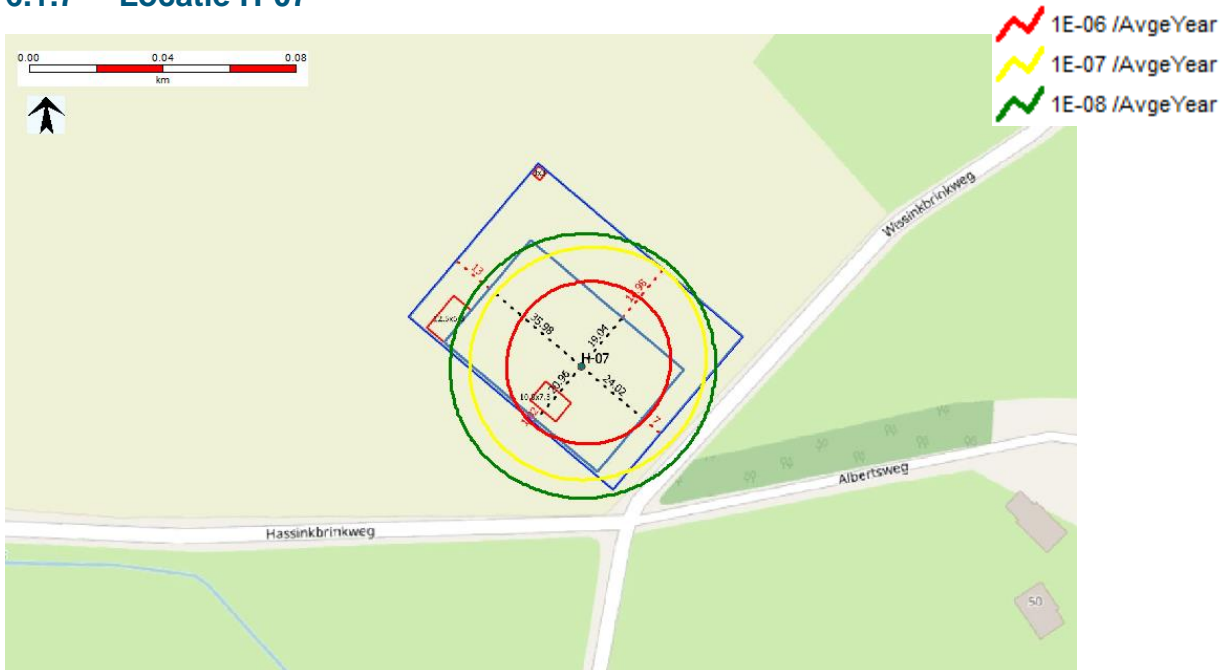 Locatie H-07
1E-06 /AvgeYear
1E-07 /AvgeYear
1E-08 /AvgeYear
0.00 0.04 0.08
km
Wissinkbrinkweg
35.98
19.04
H-07
24.02
Albertsweg
Hassinkbrinkweg
50